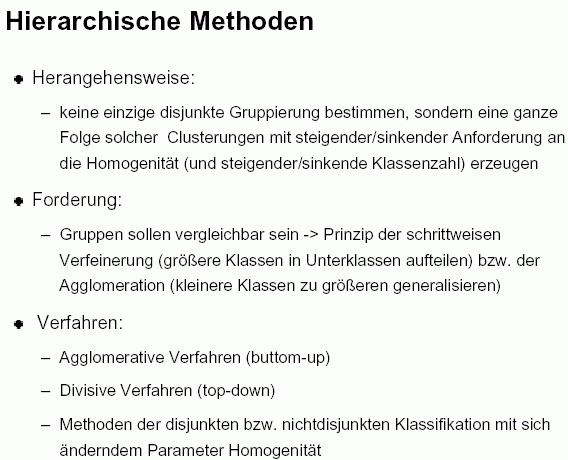 Hierarchische Methoden
Herangehensweise:
– keine einzige disjunkte Gruppierung bestimmen, sondern eine ganze
Folge solcher Clusterungen mit steigender/sinkender Anforderung an
die Homogenität (und steigender/sinkende Klassenzahl) erzeugen
Forderung:
– Gruppen sollen vergleichbar sein -> Prinzip der schrittweisen
Verfeinerung (größere Klassen in Unterklassen aufteilen) bzw. der
Agglomeration (kleinere Klassen zu größeren generalisieren)
Verfahren:
– Agglomerative Verfahren (buttom-up)
– Divisive Verfahren (top-down)
– Methoden der disjunkten bzw. nichtdisjunkten Klassifikation mit sich
änderndem Parameter Homogenität